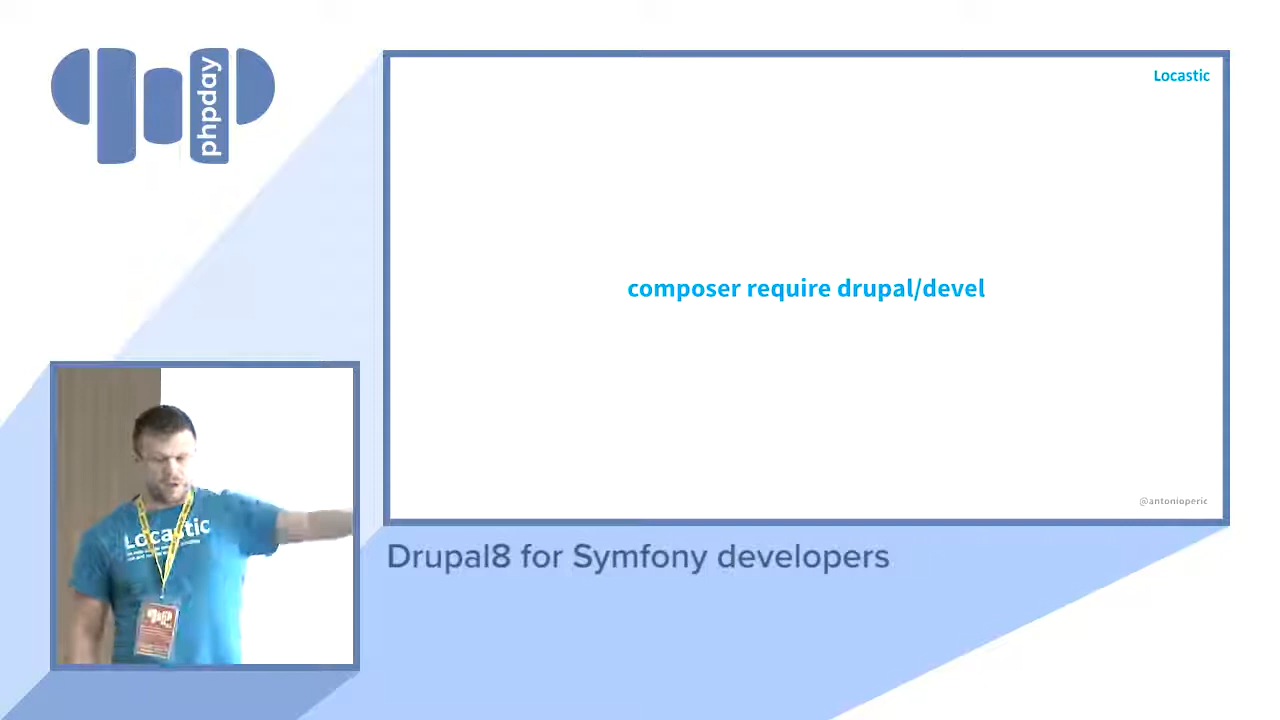 phpday
Locastic
composer require drupal/devel
@antonioperic
Drupal8 for Symfony developers
Locastic